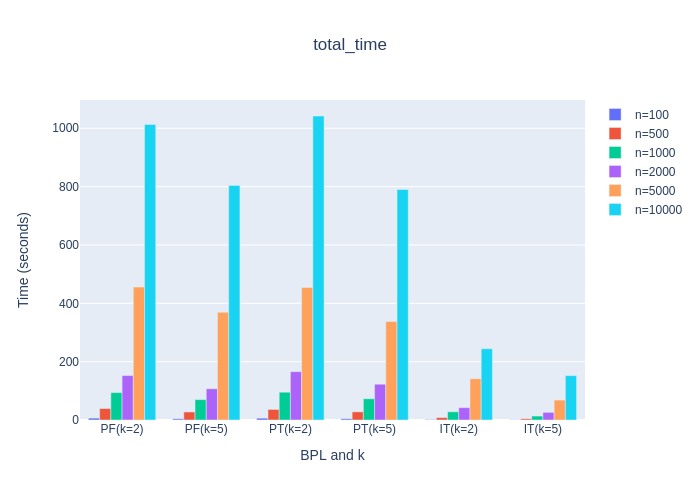 total_time
n=100
n=500
n=1000
n=2000
n=5000
n=10000
1000
800
600
400
200
0
Time (seconds)
PF(k=2) PF(k=5) PT(k=2) PT(k=5) IT(k=2) IT(k=5)
BPL and k